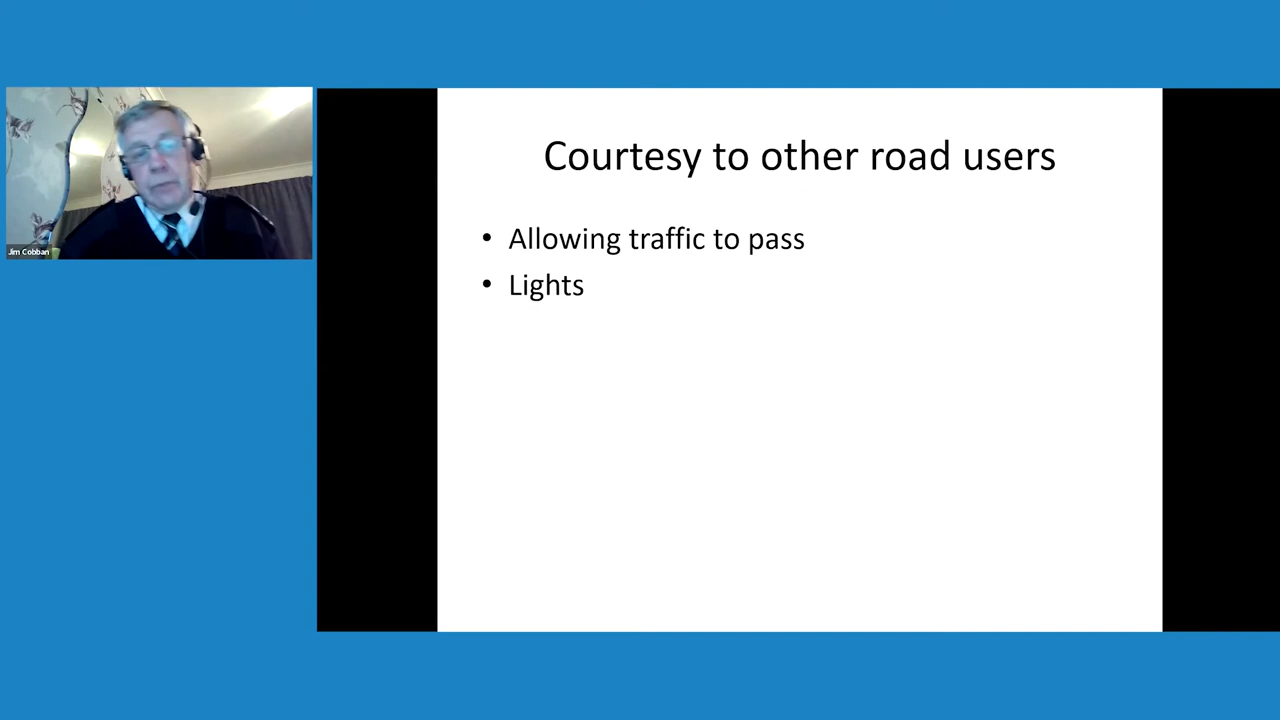 Courtesy to other road users
• Allowing traffic to pass
• Lights
Jim Cobban